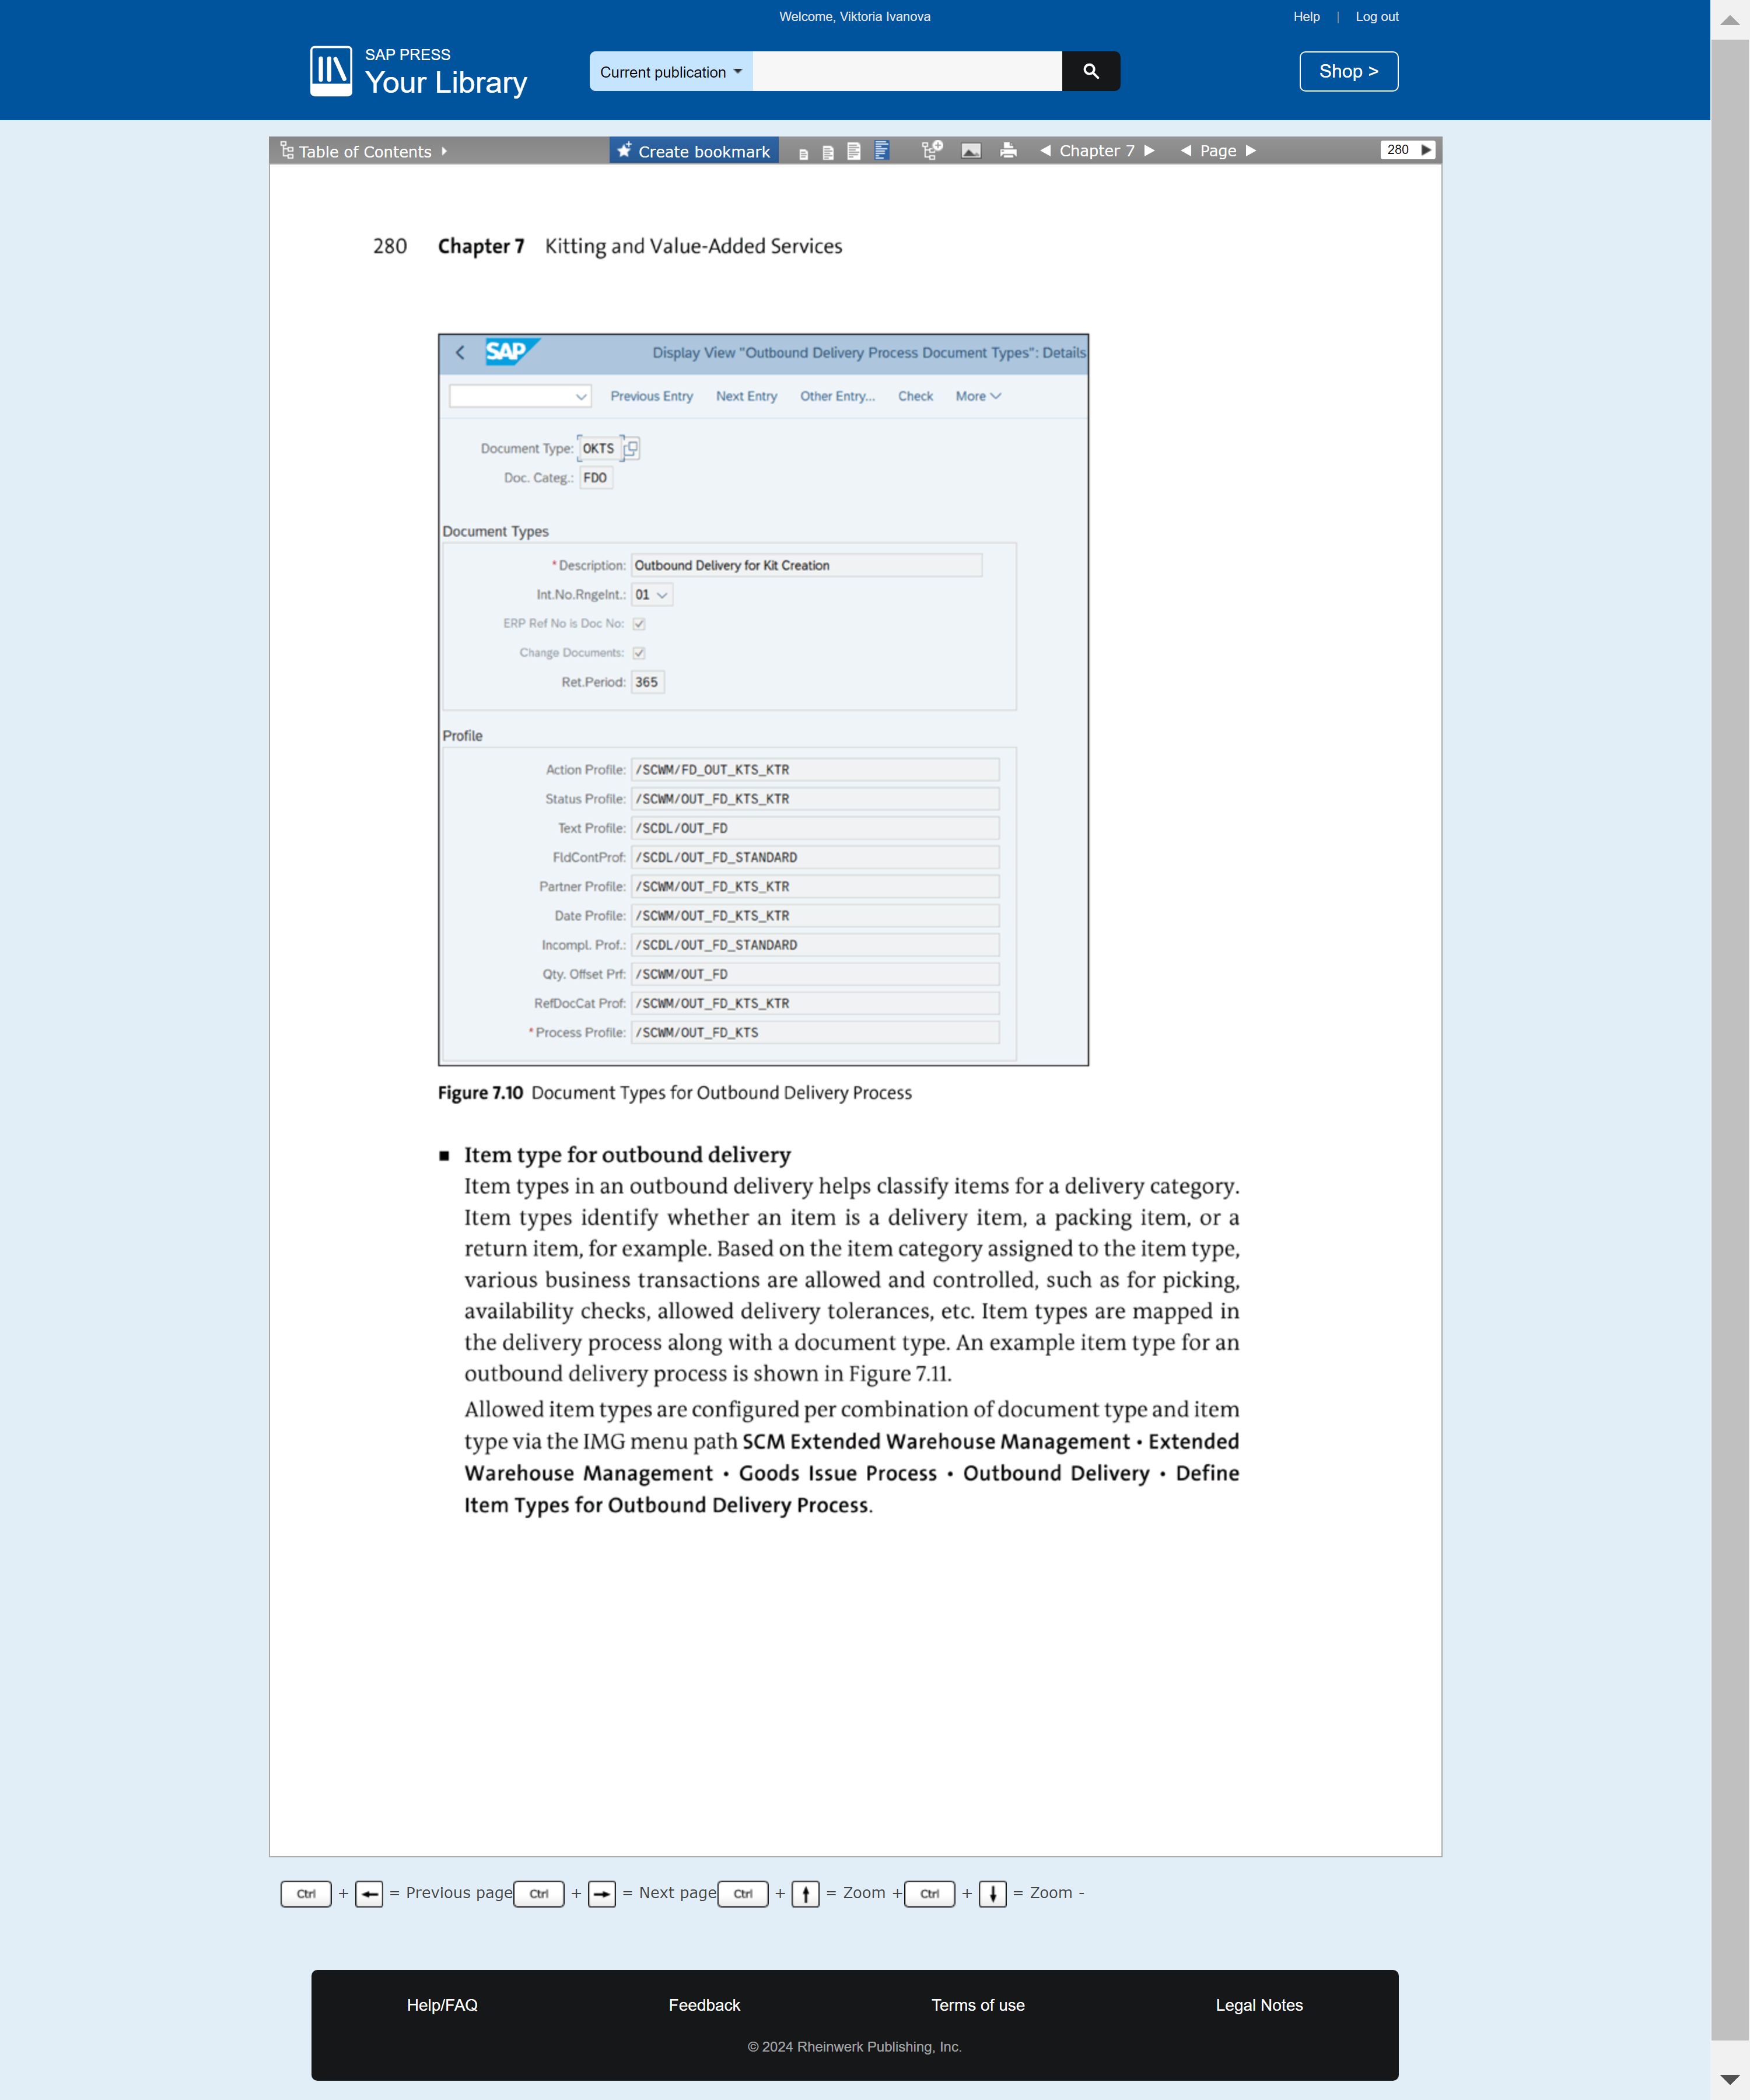 Welcome, Viktoria Ivanova
Help | Log out
SAP PRESS
Your Library
Current publication
Shop >
Table of Contents
Create bookmark
Chapter 7
Page
280
280 Chapter 7 Kitting and Value-Added Services
SAP
Display View "Outbound Delivery Process Document Types": Details
Previous Entry Next Entry Other Entry... Check More
Document Type: OKTS
Doc. Categ.: FDO
Document Types
* Description: Outbound Delivery for Kit Creation
Int.No.RngeInt.: 01
ERP Ref No is Doc No:
Change Documents:
Ret.Period: 365
Profile
Action Profile: /SCWM/FD_OUT_KTS_KTR
Status Profile: /SCWM/OUT_FD_KTS_KTR
Text Profile: /SCDL/OUT_FD
FldContProf: /SCDL/OUT_FD_STANDARD
Partner Profile: /SCWM/OUT_FD_KTS_KTR
Date Profile: /SCWM/OUT_FD_KTS_KTR
Incompl. Prof.: /SCDL/OUT_FD_STANDARD
Qty. Offset Prf: /SCWM/OUT_FD
RefDocCat Prof: /SCWM/OUT_FD_KTS_KTR
* Process Profile: /SCWM/OUT_FD_KTS
Figure 7.10 Document Types for Outbound Delivery Process
■ Item type for outbound delivery
Item types in an outbound delivery helps classify items for a delivery category.
Item types identify whether an item is a delivery item, a packing item, or a
return item, for example. Based on the item category assigned to the item type,
various business transactions are allowed and controlled, such as for picking,
availability checks, allowed delivery tolerances, etc. Item types are mapped in
the delivery process along with a document type. An example item type for an
outbound delivery process is shown in Figure 7.11.
Allowed item types are configured per combination of document type and item
type via the IMG menu path SCM Extended Warehouse Management • Extended
Warehouse Management • Goods Issue Process • Outbound Delivery • Define
Item Types for Outbound Delivery Process.
Ctrl + ← = Previous page Ctrl + → = Next page Ctrl + ↑ = Zoom + Ctrl + ↓ = Zoom -
Help/FAQ Feedback Terms of use Legal Notes
© 2024 Rheinwerk Publishing, Inc.